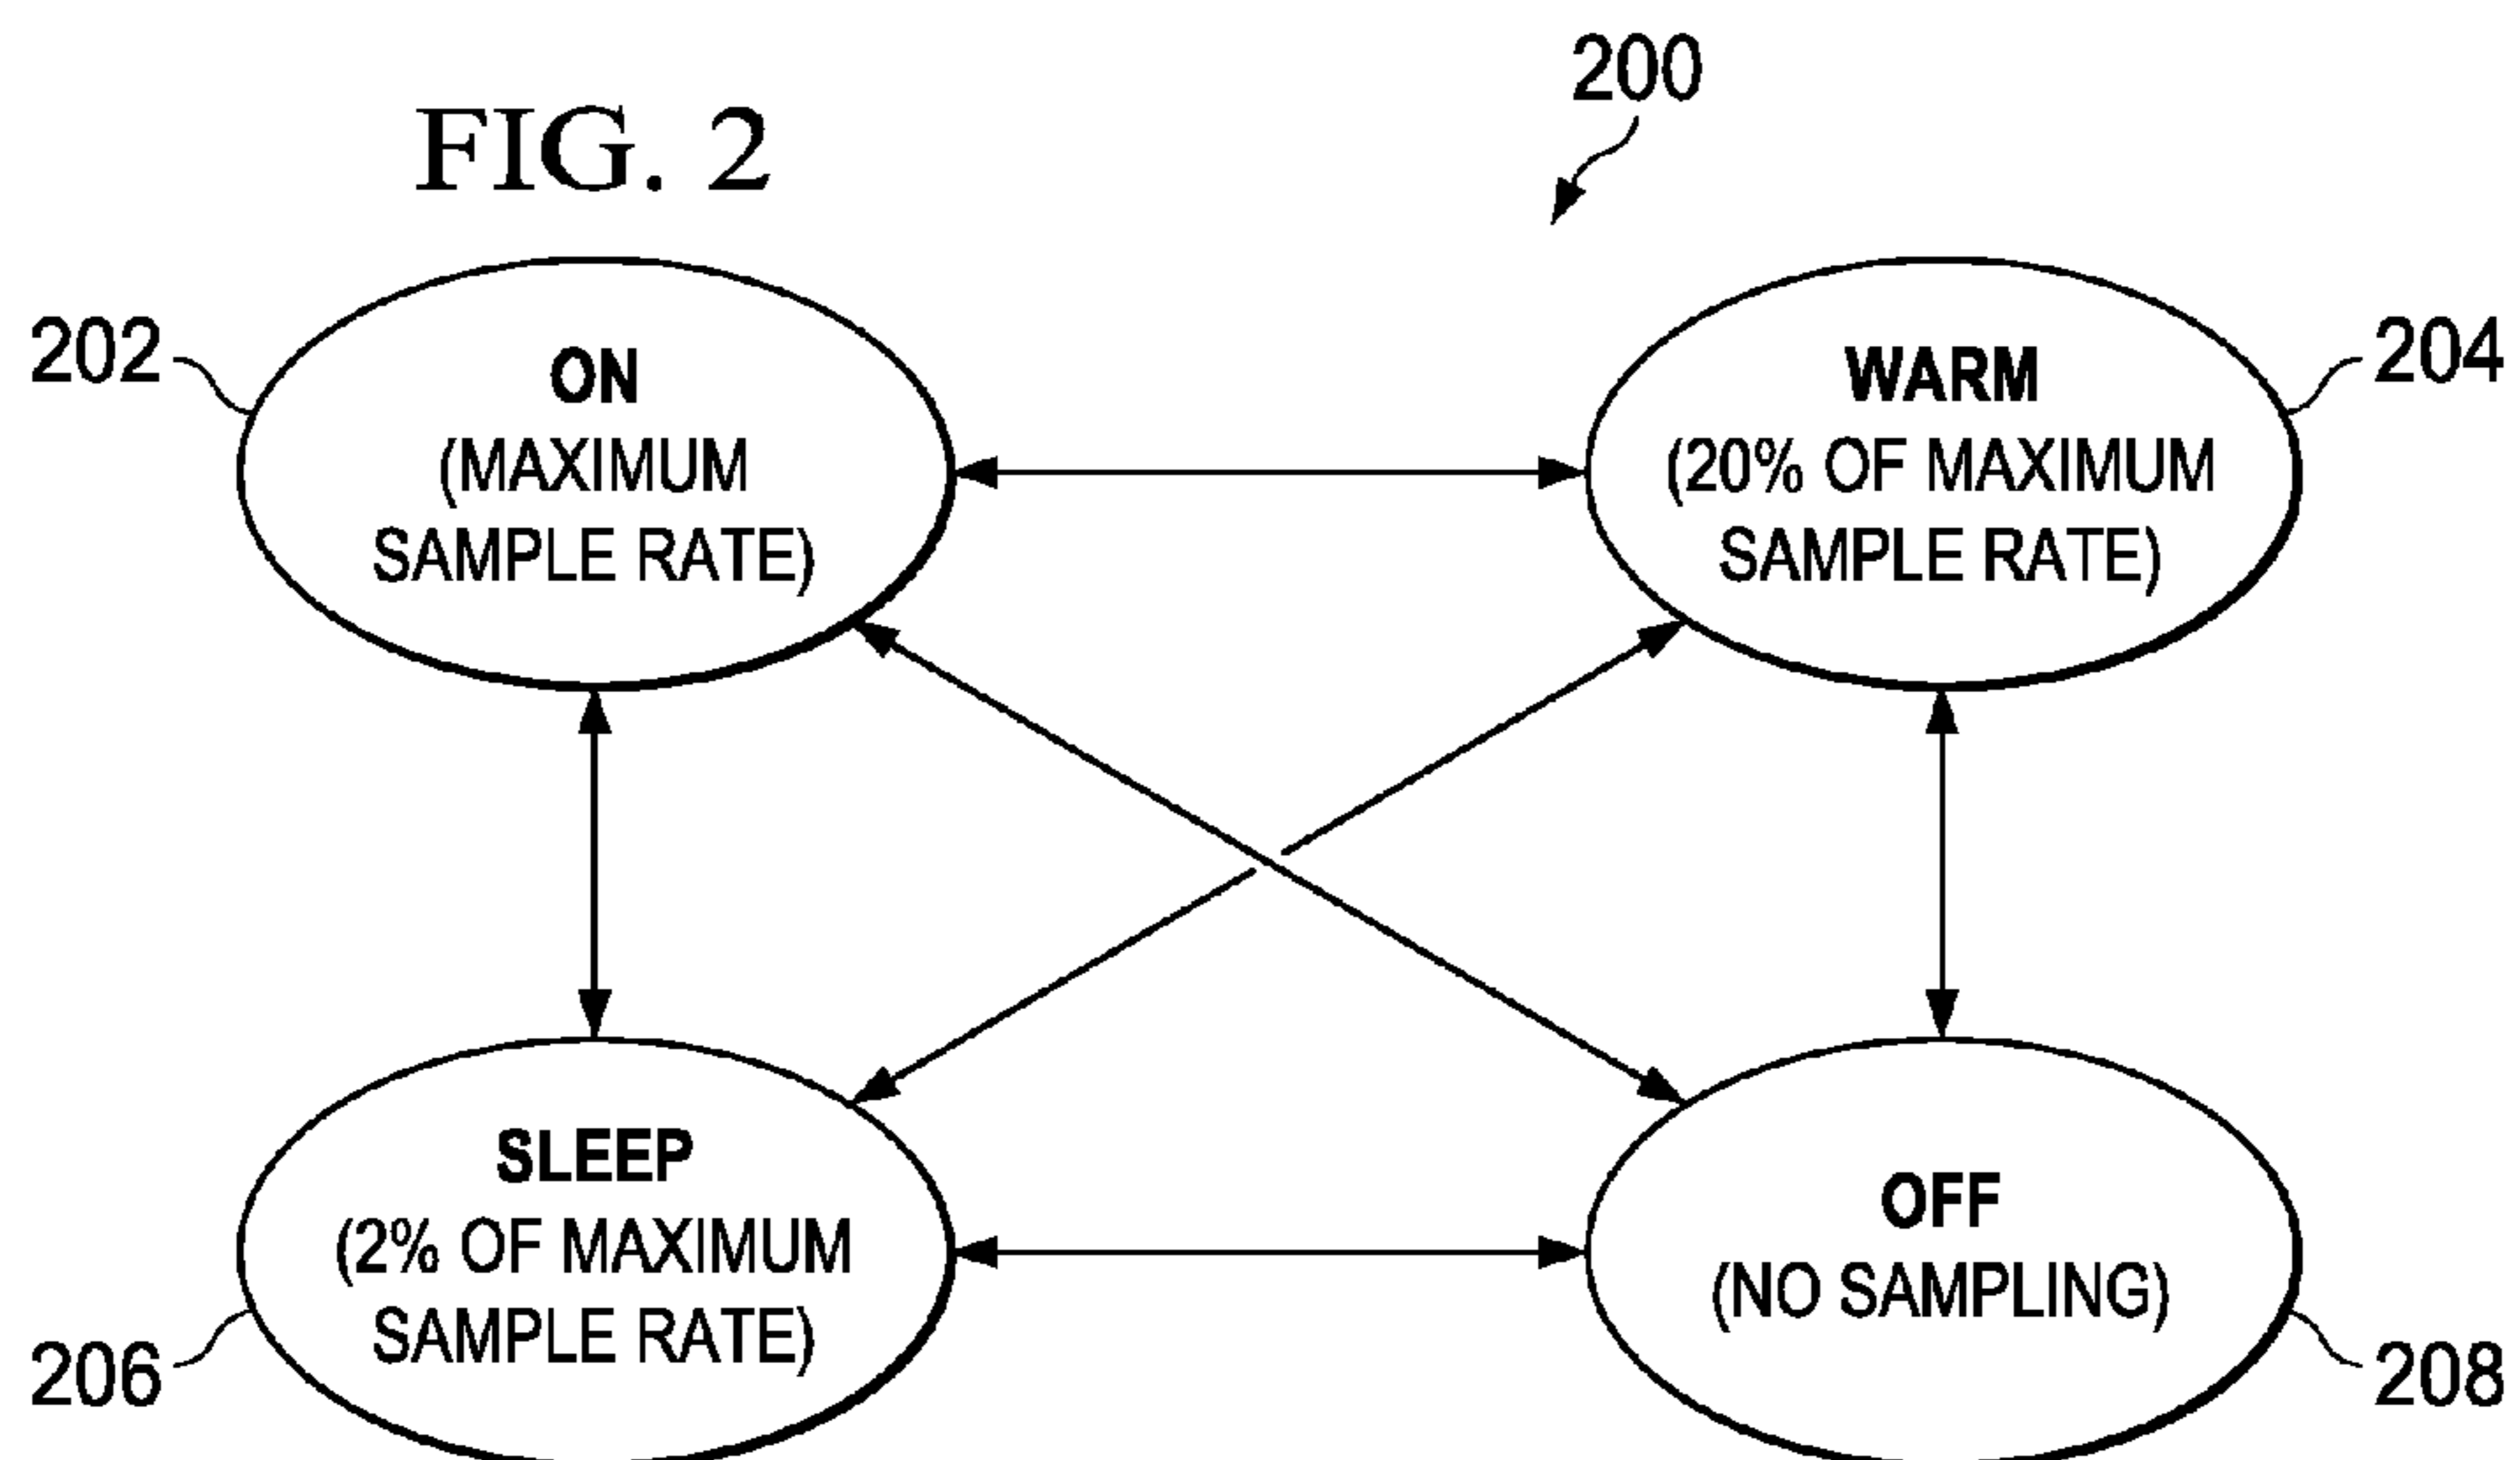 FIG. 2
200
202
ON
(MAXIMUM
SAMPLE RATE)
WARM
(20% OF MAXIMUM
SAMPLE RATE)
204
SLEEP
(2% OF MAXIMUM
SAMPLE RATE)
206
OFF
(NO SAMPLING)
208